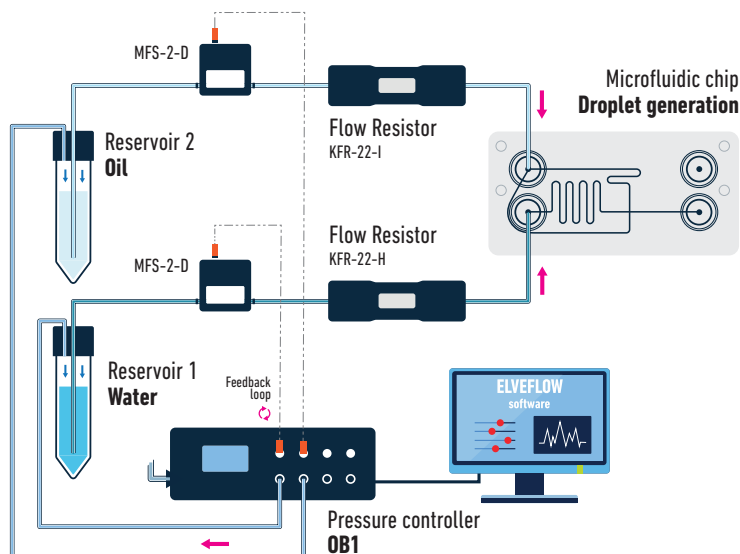 MFS-2-D
Microfluidic chip
Droplet generation
Reservoir 2
Oil
Flow Resistor
KFR-22-I
MFS-2-D
Flow Resistor
KFR-22-H
Reservoir 1
Water
Feedback
loop
ELVEFLOW
software
Pressure controller
OB1